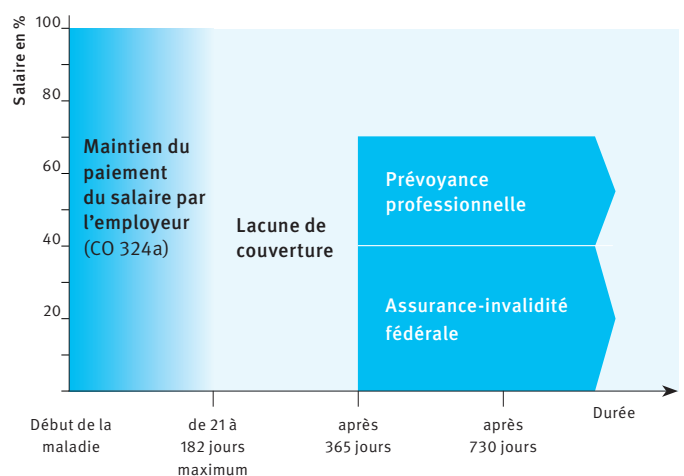 Salaire en %
100
80
60
40
20
Maintien du
paiement
du salaire par
l'employeur
(CO 324a)
Lacune de
couverture
Prévoyance
professionnelle
Assurance-invalidité
fédérale
Début de la
maladie
de 21 à
182 jours
maximum
après
365 jours
après
730 jours
Durée